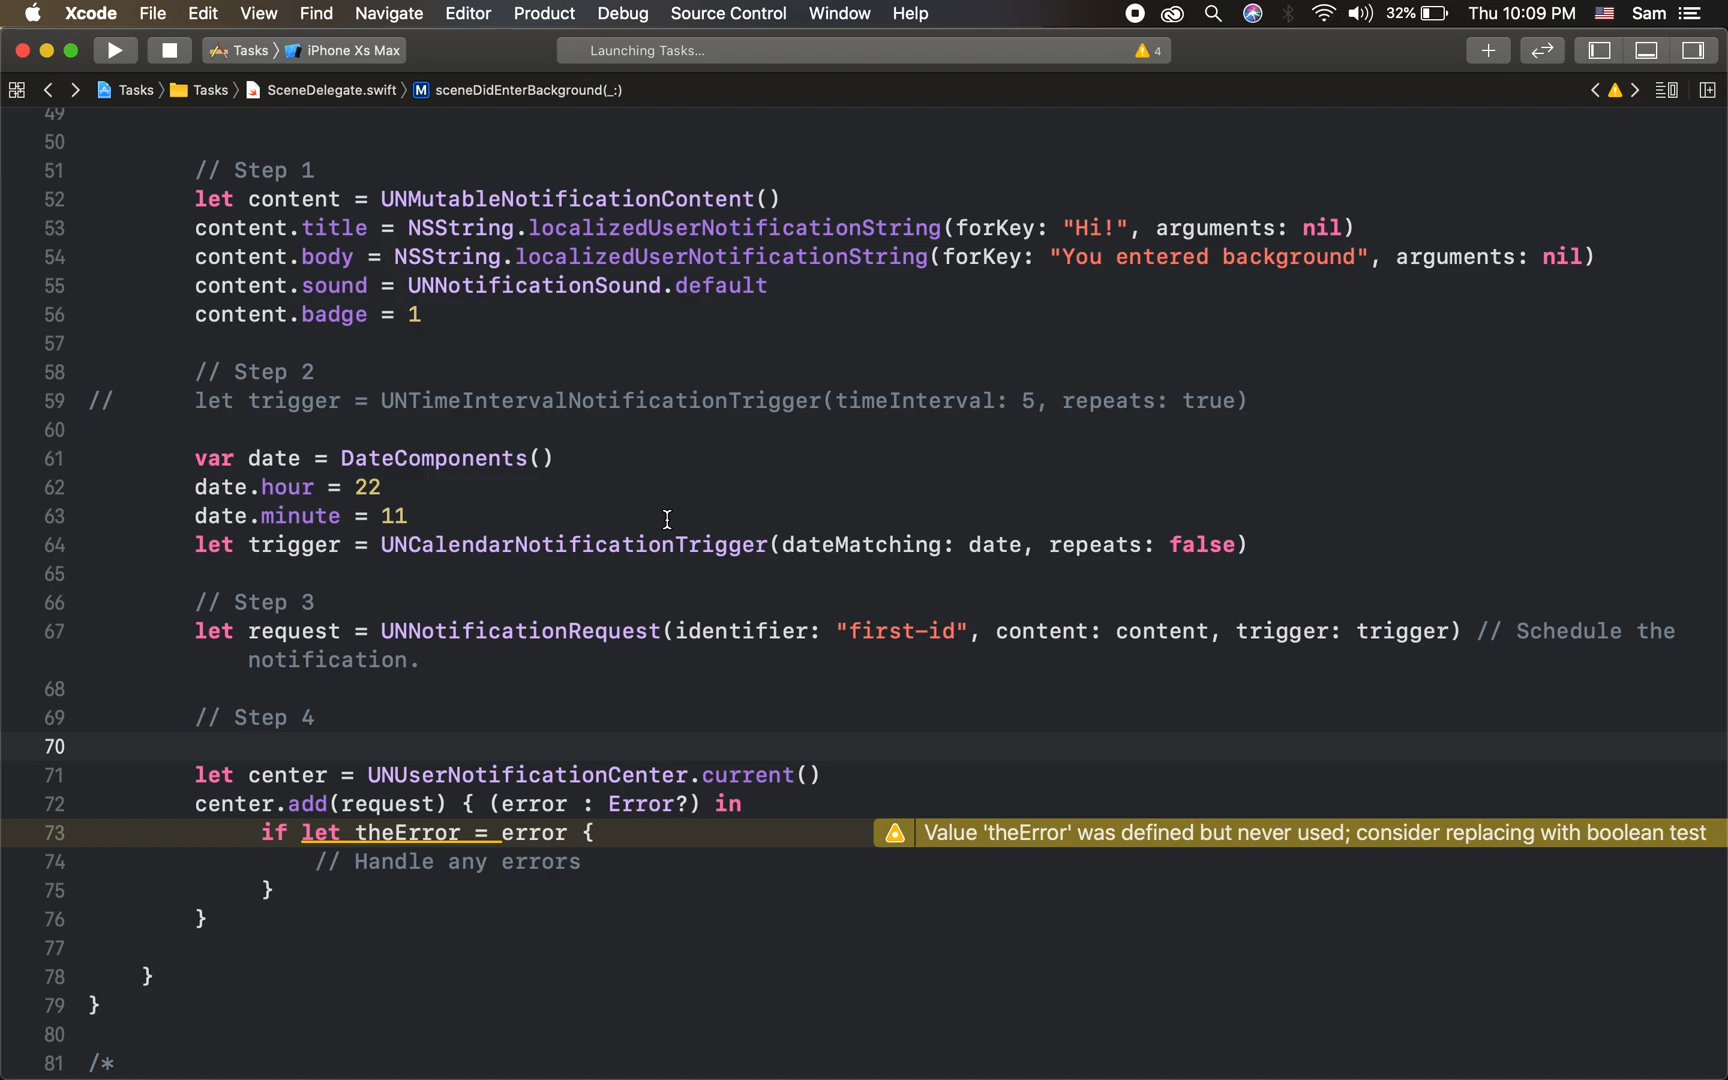 Xcode File Edit View Find Navigate Editor Product Debug Source Control Window Help 32% Thu 10:09 PM Sam
Tasks iPhone Xs Max Launching Tasks... 4
Tasks Tasks SceneDelegate.swift M sceneDidEnterBackground(_:)
49
50
51 // Step 1
52 let content = UNMutableNotificationContent()
53 content.title = NSString.localizedUserNotificationString(forKey: "Hi!", arguments: nil)
54 content.body = NSString.localizedUserNotificationString(forKey: "You entered background", arguments: nil)
55 content.sound = UNNotificationSound.default
56 content.badge = 1
57
58 // Step 2
59 // let trigger = UNTimeIntervalNotificationTrigger(timeInterval: 5, repeats: true)
60
61 var date = DateComponents()
62 date.hour = 22
63 date.minute = 11
64 let trigger = UNCalendarNotificationTrigger(dateMatching: date, repeats: false)
65
66 // Step 3
67 let request = UNNotificationRequest(identifier: "first-id", content: content, trigger: trigger) // Schedule the
notification.
68
69 // Step 4
70
71 let center = UNUserNotificationCenter.current()
72 center.add(request) { (error : Error?) in
73 if let theError = error { Value 'theError' was defined but never used; consider replacing with boolean test
74 // Handle any errors
75 }
76 }
77
78 }
79 }
80
81 /*